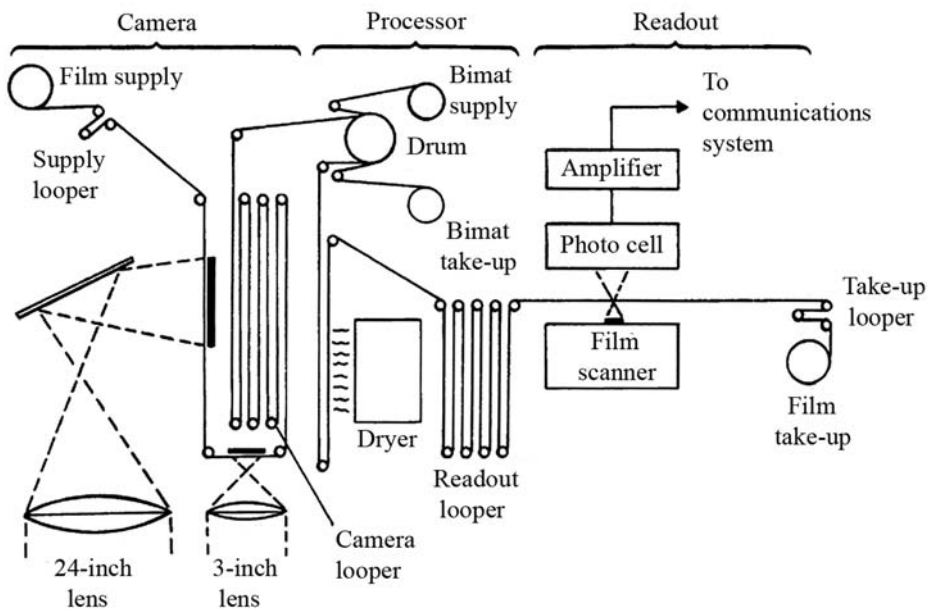 Camera
Processor
Readout
Film supply
Supply
looper
Bimat
supply
Drum
Bimat
take-up
To
communications
system
Amplifier
Photo cell
Film
scanner
Take-up
looper
Film
take-up
Dryer
Readout
looper
Camera
looper
24-inch
lens
3-inch
lens